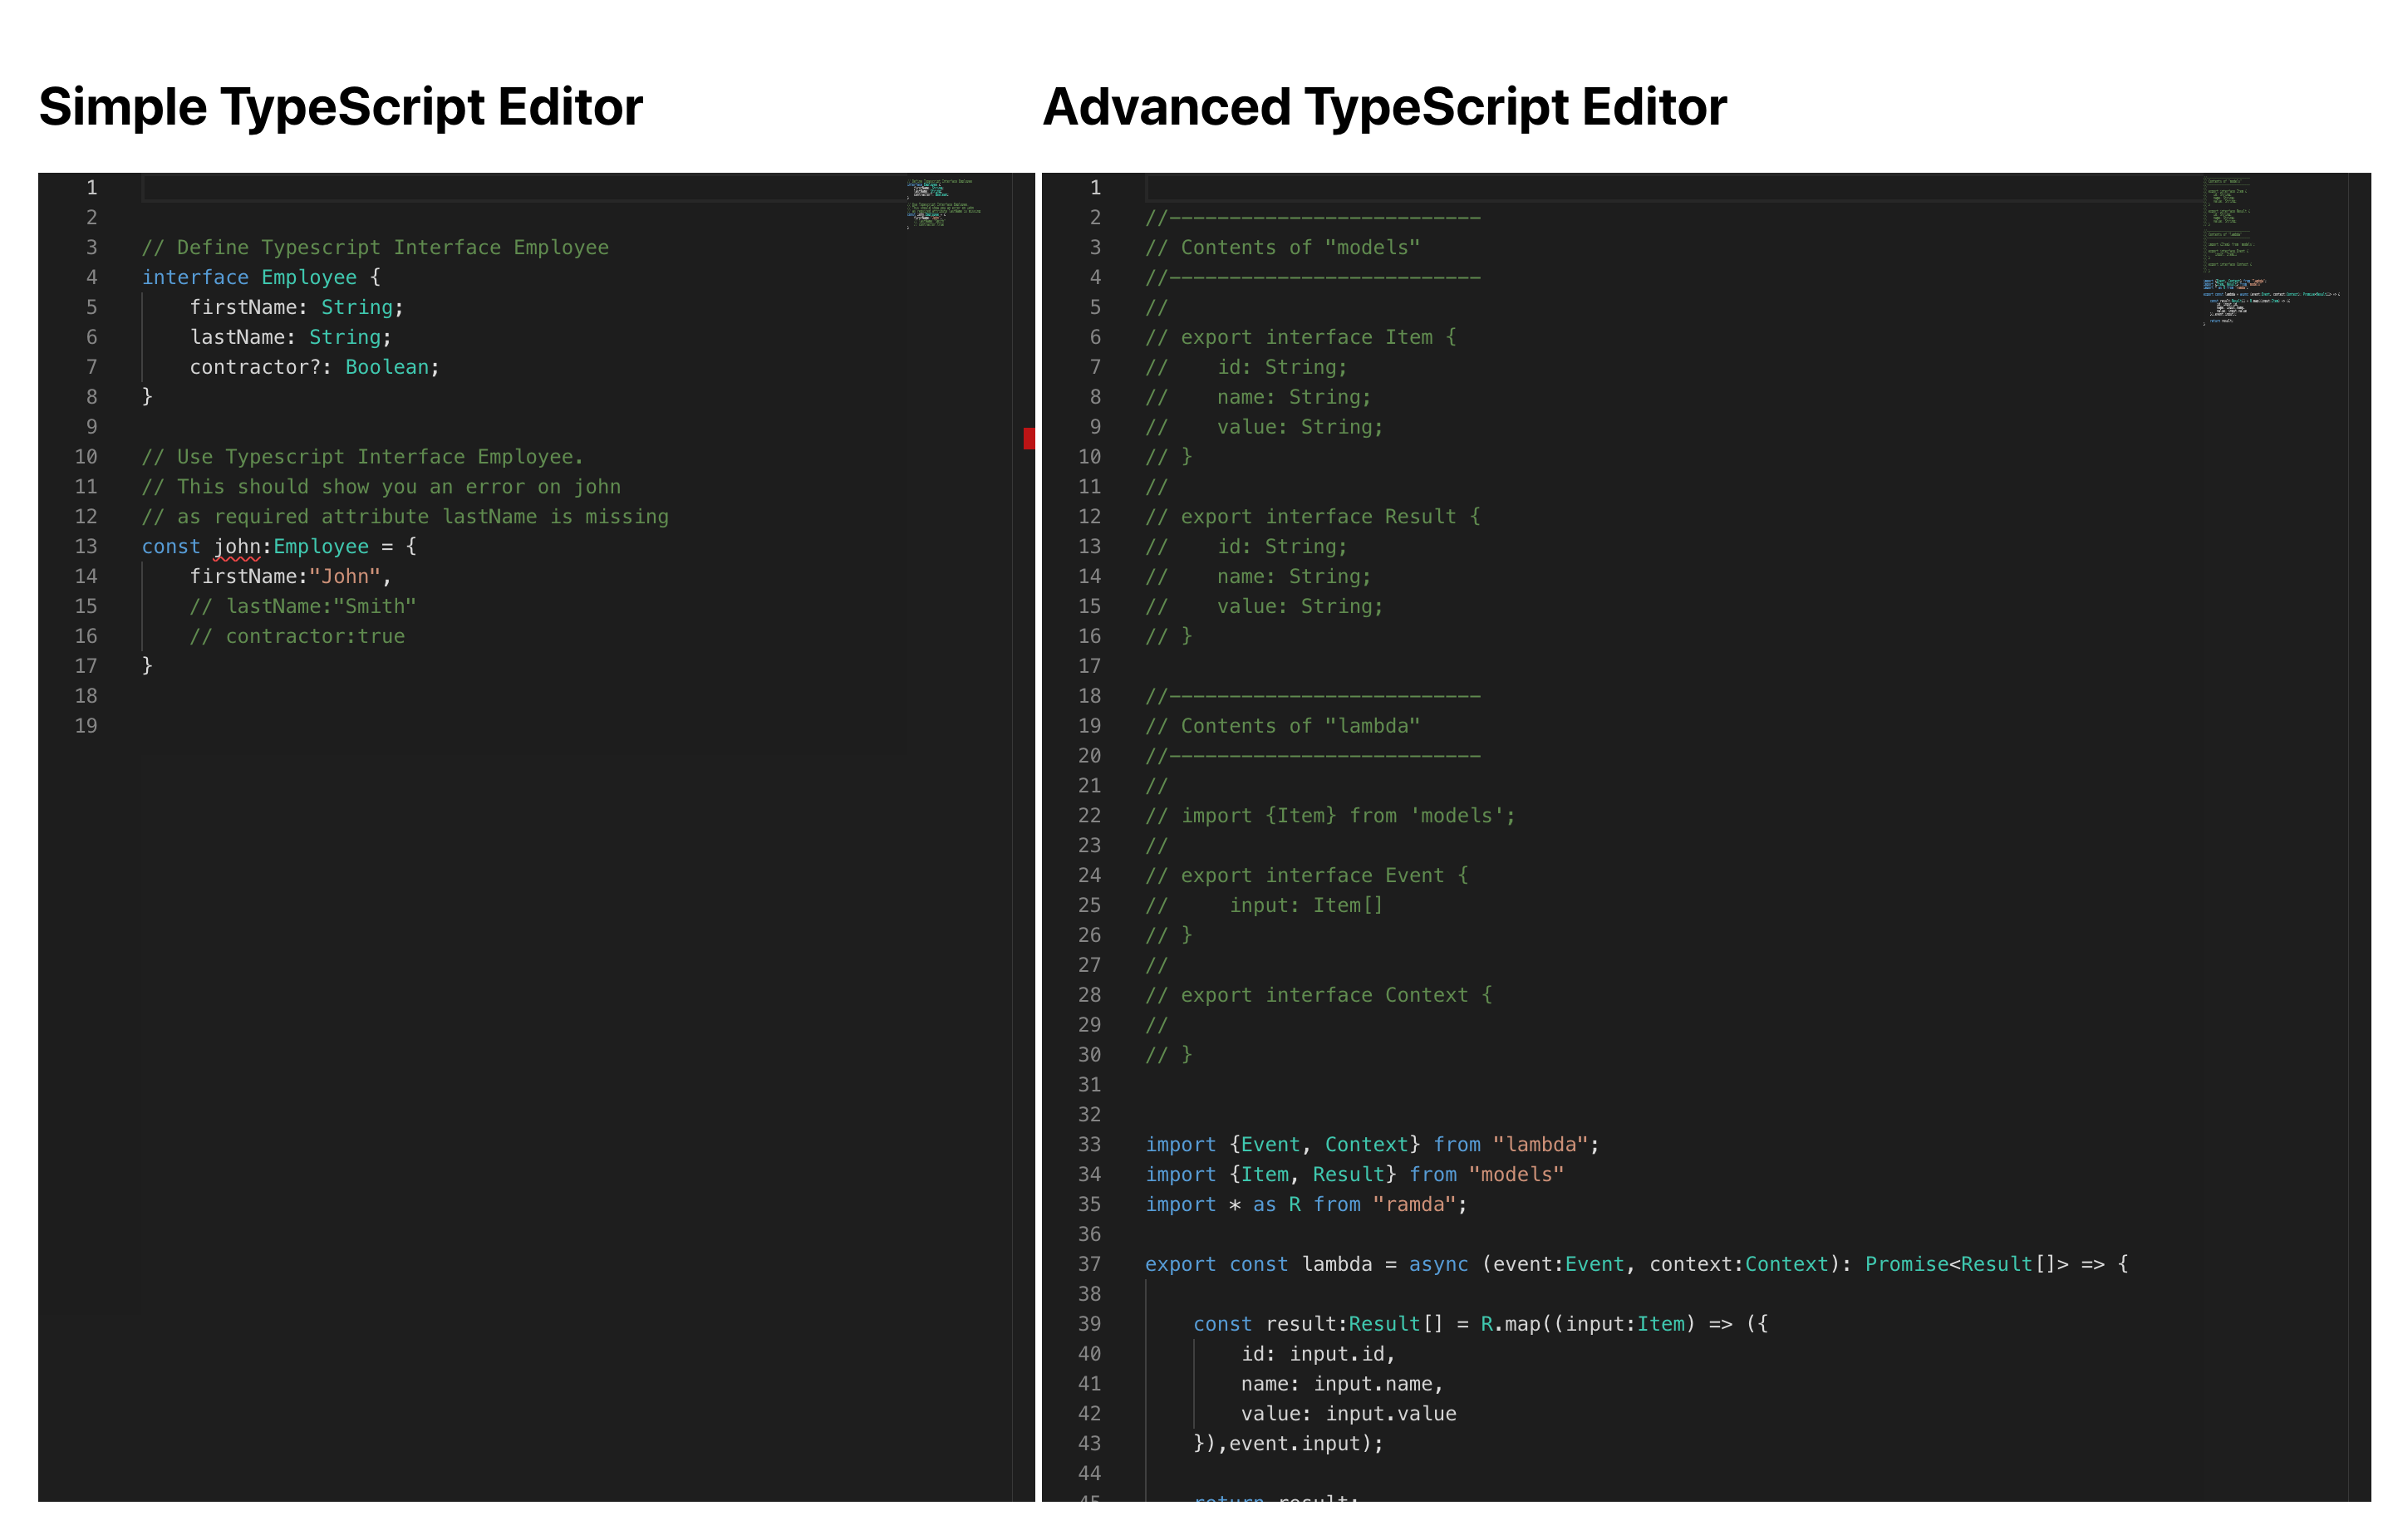 Simple TypeScript Editor
1
2
3 // Define Typescript Interface Employee
4 interface Employee {
5 firstName: String;
6 lastName: String;
7 contractor?: Boolean;
8 }
9
10 // Use Typescript Interface Employee.
11 // This should show you an error on john
12 // as required attribute lastName is missing
13 const john:Employee = {
14 firstName:"John",
15 // lastName:"Smith"
16 // contractor:true
17 }
18
19
Advanced TypeScript Editor
1
2 //--------------------------
3 // Contents of "models"
4 //--------------------------
5 //
6 // export interface Item {
7 // id: String;
8 // name: String;
9 // value: String;
10 // }
11 //
12 // export interface Result {
13 // id: String;
14 // name: String;
15 // value: String;
16 // }
17
18 //--------------------------
19 // Contents of "lambda"
20 //--------------------------
21 //
22 // import {Item} from 'models';
23 //
24 // export interface Event {
25 // input: Item[]
26 // }
27 //
28 // export interface Context {
29 //
30 // }
31
32
33 import {Event, Context} from "lambda";
34 import {Item, Result} from "models"
35 import * as R from "ramda";
36
37 export const lambda = async (event:Event, context:Context): Promise<Result[]> => {
38
39 const result:Result[] = R.map((input:Item) => ({
40 id: input.id,
41 name: input.name,
42 value: input.value
43 }),event.input);
44
45 return result;